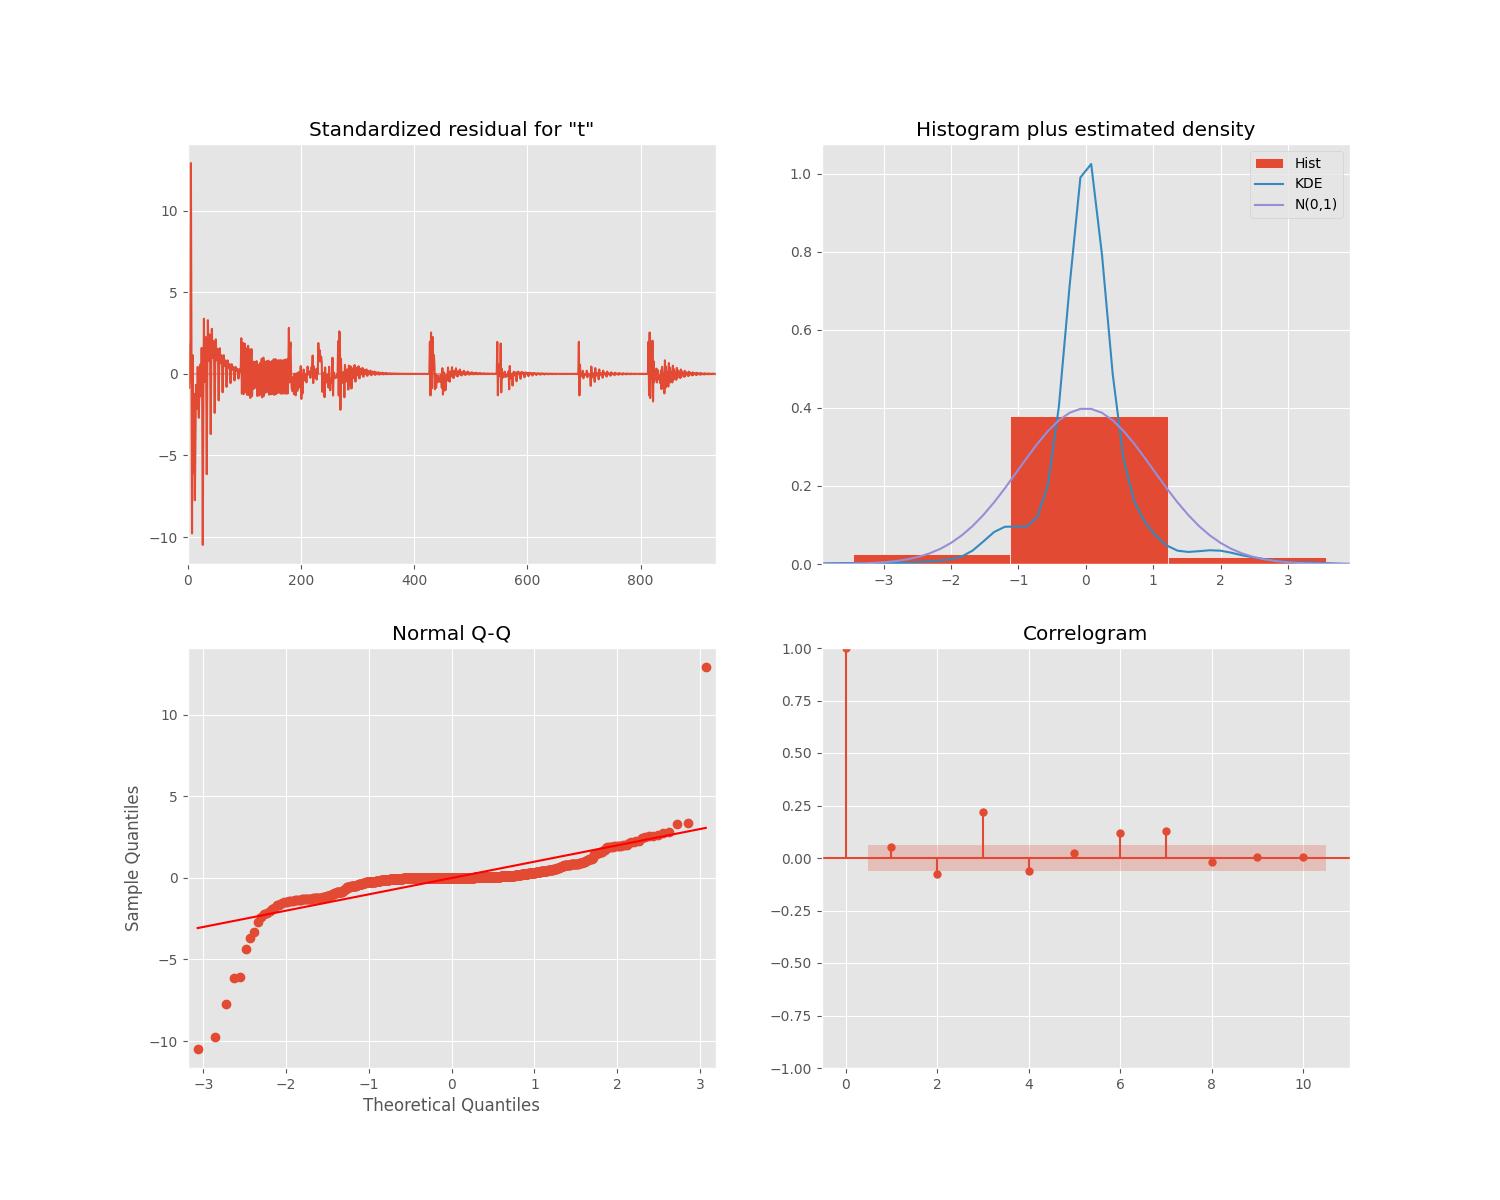 Standardized residual for "t"
10
5
0
−5
−10
0 200 400 600 800
Histogram plus estimated density
Hist
KDE
N(0,1)
1.0
0.8
0.6
0.4
0.2
0.0
−3 −2 −1 0 1 2 3
Normal Q-Q
Sample Quantiles
10
5
0
−5
−10
−3 −2 −1 0 1 2 3
Theoretical Quantiles
Correlogram
1.00
0.75
0.50
0.25
0.00
−0.25
−0.50
−0.75
−1.00
0 2 4 6 8 10